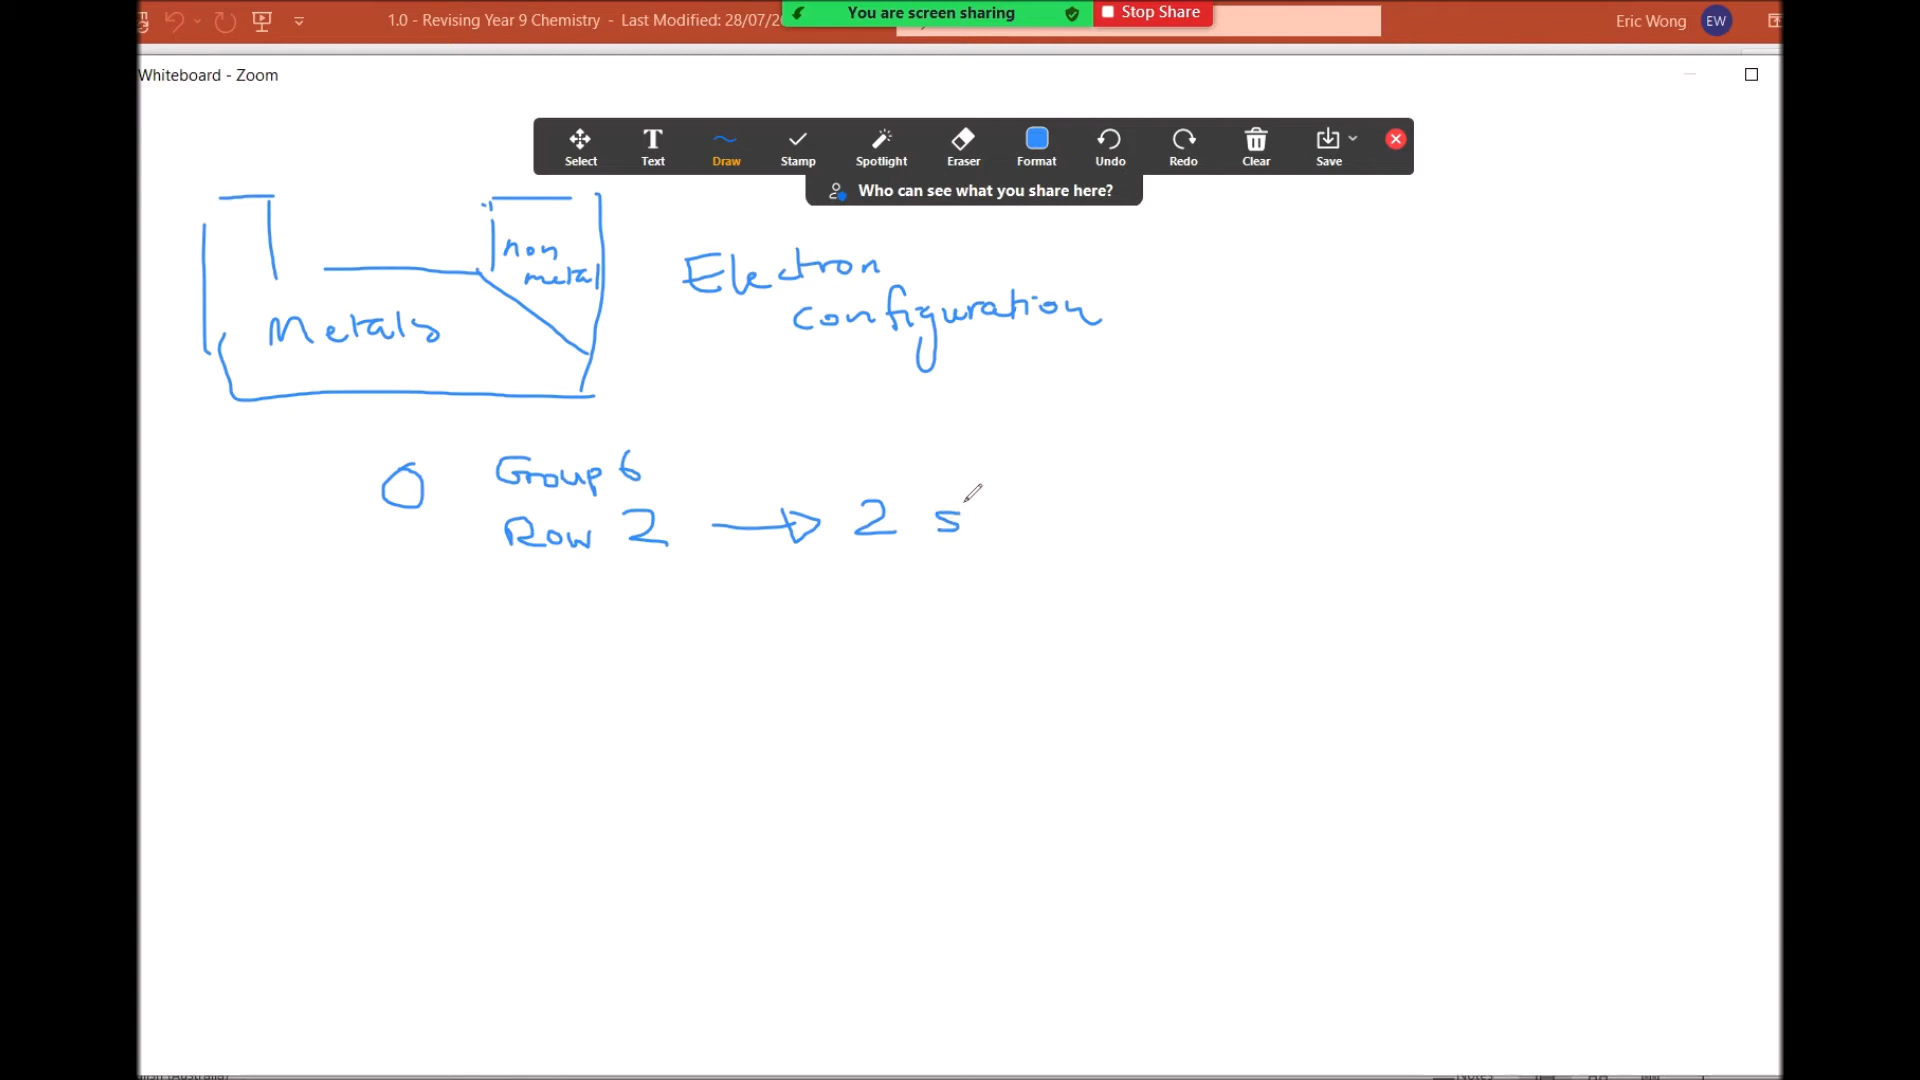 1.0 - Revising Year 9 Chemistry - Last Modified: 28/07/20
You are screen sharing
Stop Share
Eric Wong
EW
Whiteboard - Zoom
Select
Text
Draw
Stamp
Spotlight
Eraser
Format
Undo
Redo
Clear
Save
Who can see what you share here?
non
metal
Metals
Electron
configuration
O
Group 6
Row 2 → 2 s